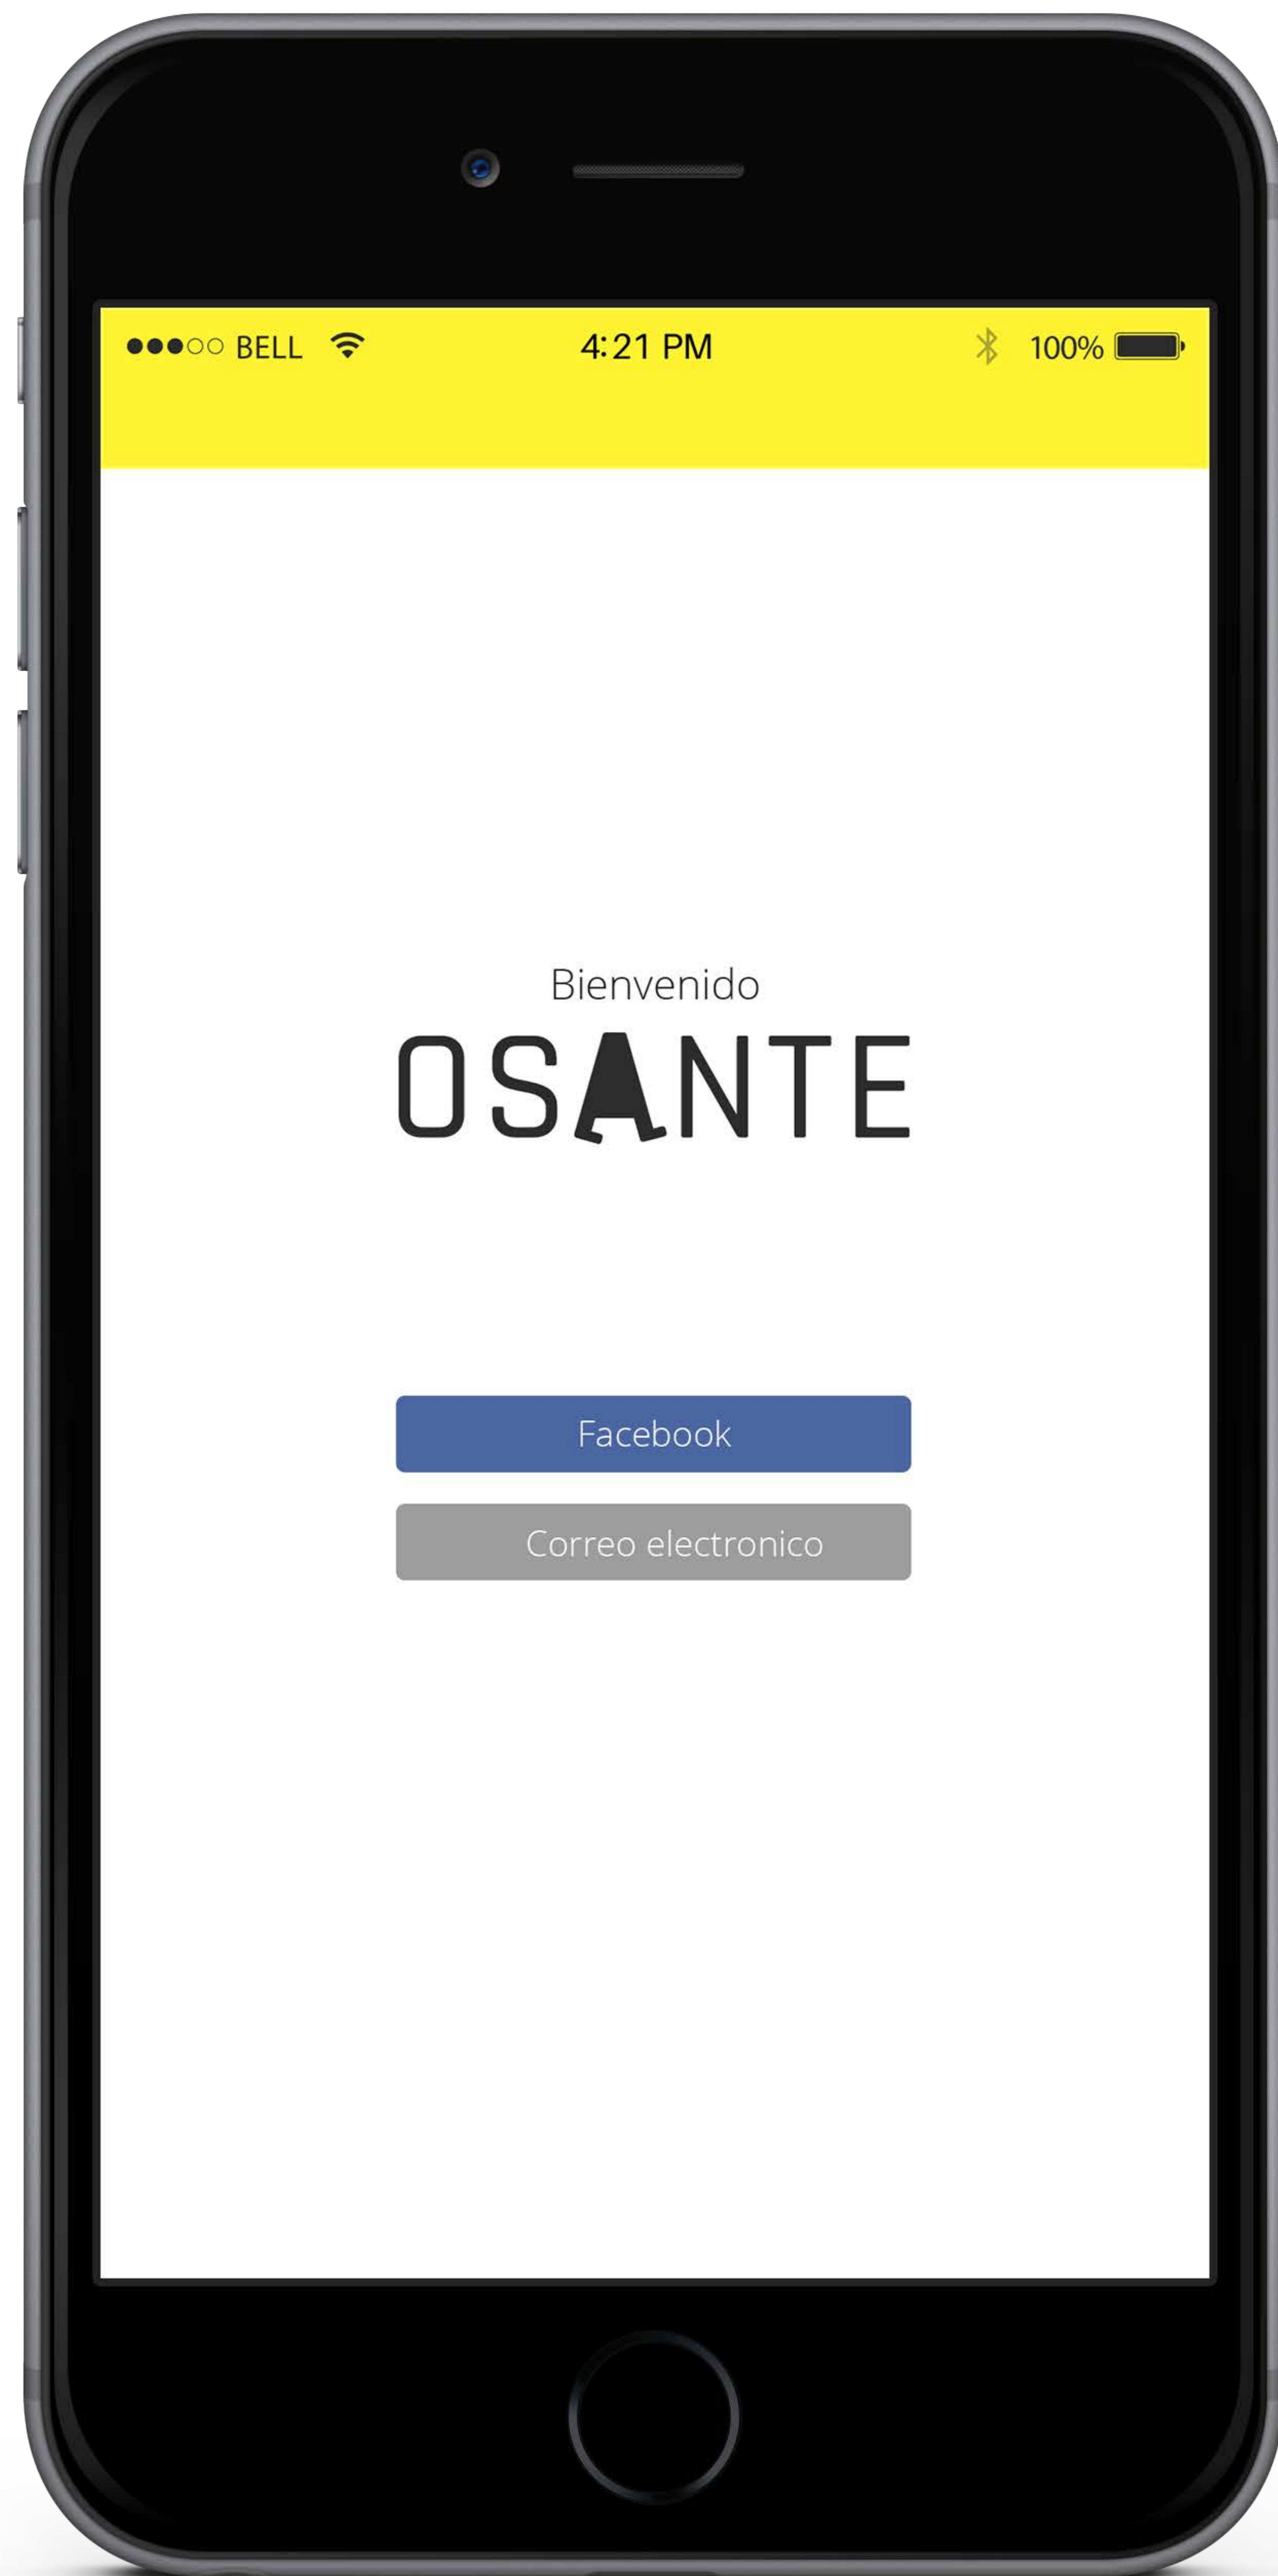 BELL 4:21 PM 100%
Bienvenido
OSANTE
Facebook
Correo electronico